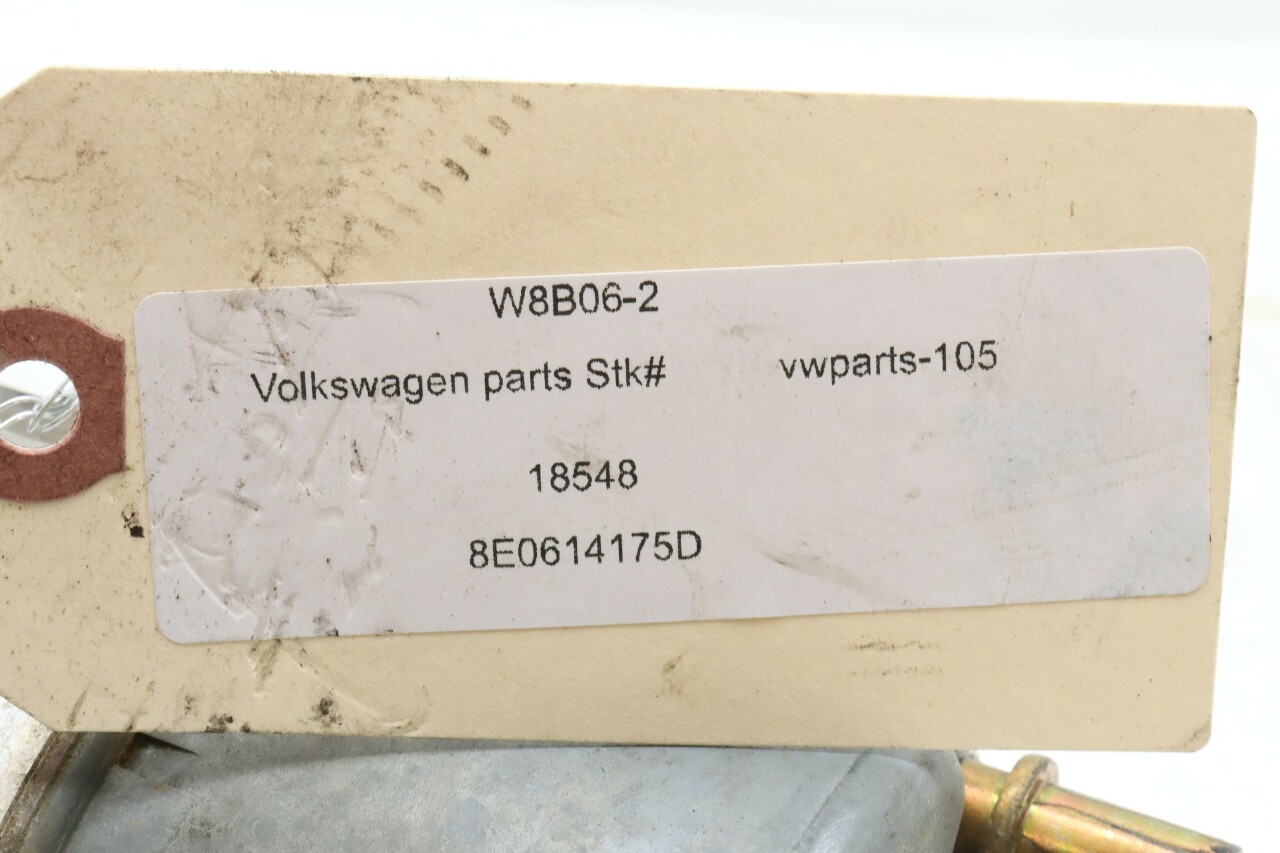 W8B06-2
Volkswagen parts Stk# vwparts-105
18548
8E0614175D